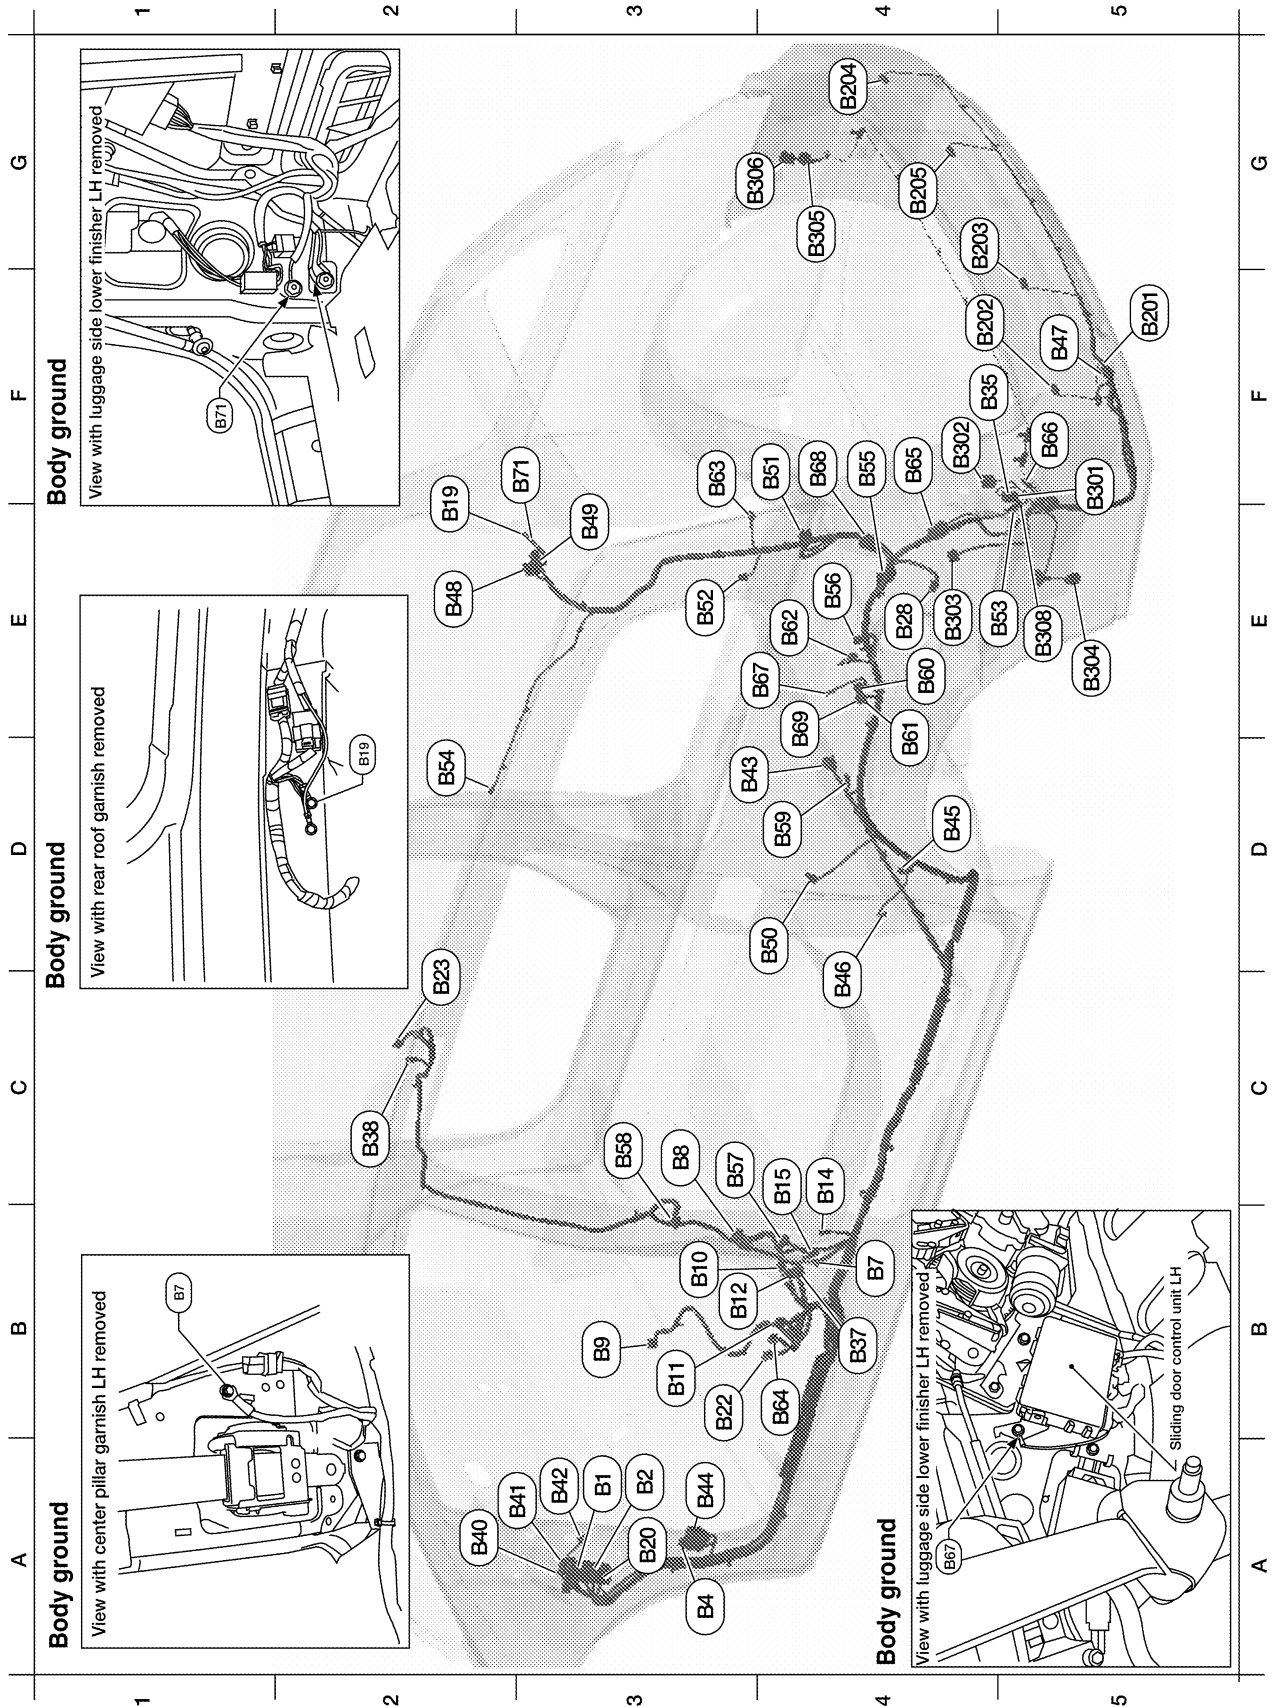 A B C D E F G
1
1
Body ground
View with center pillar garnish LH removed
B7
Body ground
View with rear roof garnish removed
B19
Body ground
View with luggage side lower finisher LH removed
B71
2
2
B38
B23
B54
B48
B19
B40
B41
B71
B42
B49
B1
B9
B58
3
3
B2
B20
B11
B8
B44
B4
B52
B63
B22
B10
B57
B12
B64
B43
B67
B51
B306
B50
B59
B15
B69
B62
B68
B305
B14
B56
B46
B204
B37
B7
B55
4
4
B28
B61
B65
B205
B60
B45
B303
B302
B203
B202
B53
B35
B308
B66
B47
B304
B301
B201
Body ground
View with luggage side lower finisher LH removed
B67
Sliding door control unit LH
5
5
A B C D E F G